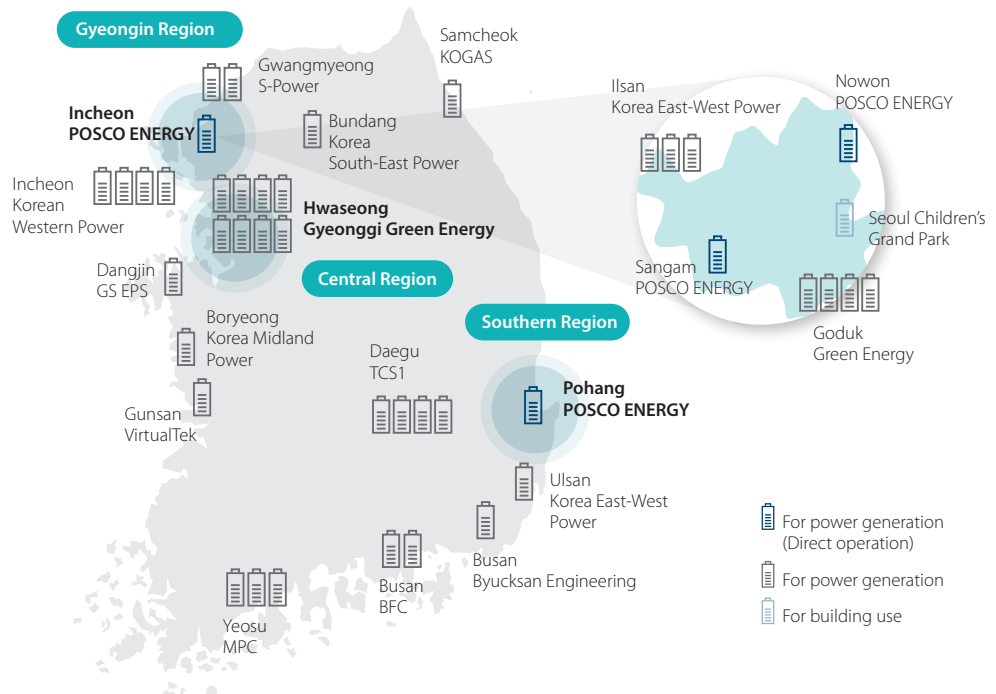 Gyeongin Region
Samcheok
KOGAS
Gwangmyeong
S-Power
Incheon
POSCO ENERGY
Bundang
Korea
South-East Power
Incheon
Korean
Western Power
Hwaseong
Gyeonggi Green Energy
Dangjin
GS EPS
Central Region
Boryeong
Korea Midland
Power
Gunsan
VirtualTek
Daegu
TCS1
Southern Region
Pohang
POSCO ENERGY
Ulsan
Korea East-West
Power
Busan
Byucksan Engineering
Busan
BFC
Yeosu
MPC
Ilsan
Korea East-West Power
Nowon
POSCO ENERGY
Seoul Children’s
Grand Park
Sangam
POSCO ENERGY
Goduk
Green Energy
For power generation
(Direct operation)
For power generation
For building use